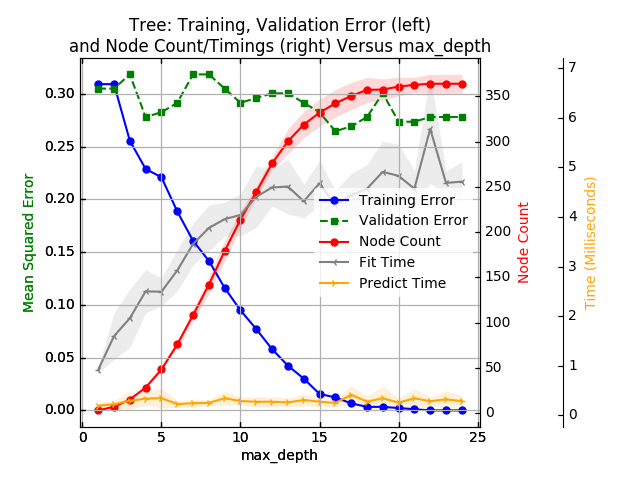 Tree: Training, Validation Error (left)
and Node Count/Timings (right) Versus max_depth
Mean Squared Error
0.30
0.25
0.20
0.15
0.10
0.05
0.00
0 5 10 15 20 25
max_depth
Training Error
Validation Error
Node Count
Fit Time
Predict Time
350
300
250
200
150
100
50
0
Node Count
7
6
5
4
3
2
1
0
Time (Milliseconds)